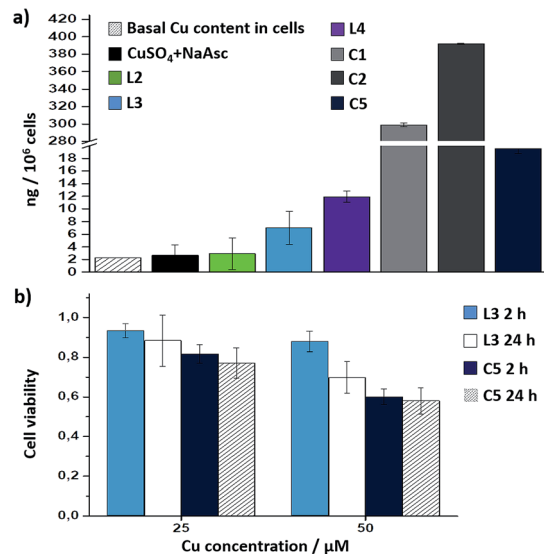 a)
Basal Cu content in cells
CuSO₄+NaAsc
L2
L3
L4
C1
C2
C5
ng / 10⁶ cells
420
400
380
360
340
320
300
280
18
16
14
12
10
8
6
4
2
0
b)
L3 2 h
L3 24 h
C5 2 h
C5 24 h
Cell viability
1,0
0,8
0,6
0,4
0,2
0,0
25
50
Cu concentration / µM